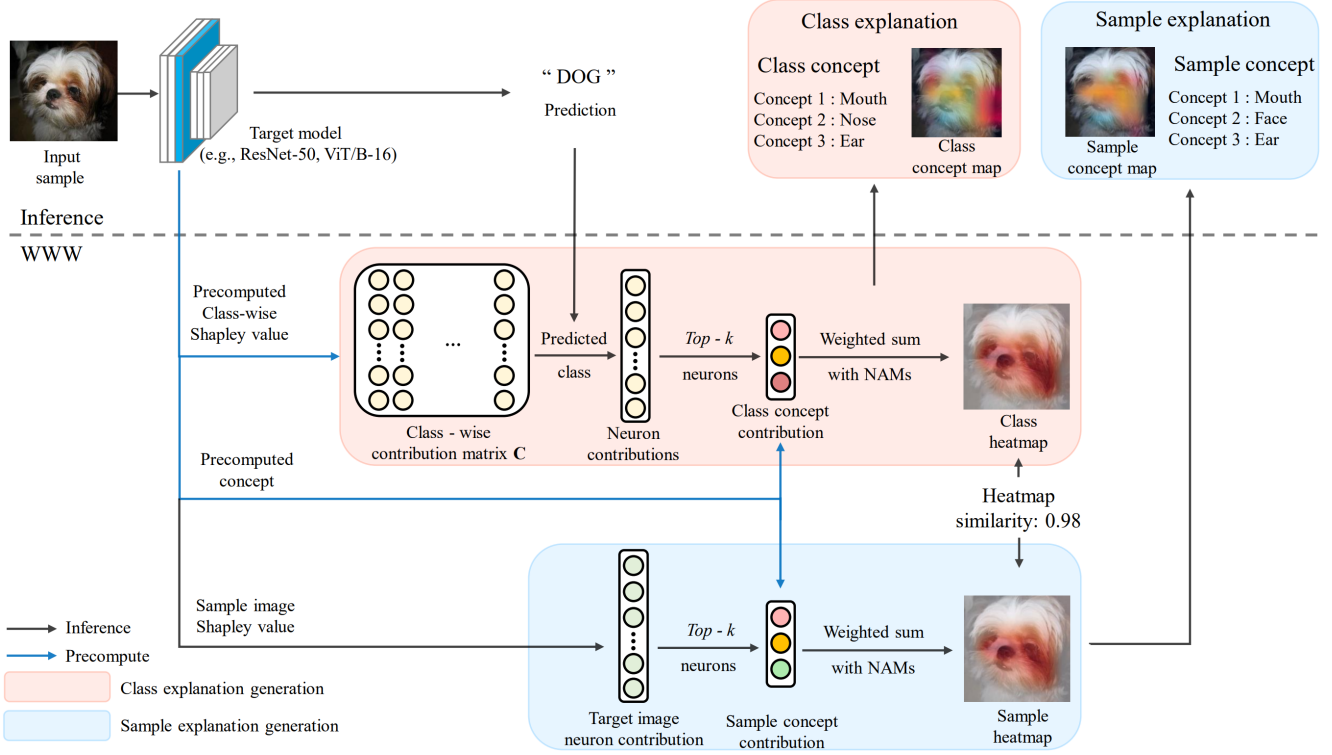 Input
sample
Target model
(e.g., ResNet-50, ViT/B-16)
“ DOG ”
Prediction
Class explanation
Class concept
Concept 1 : Mouth
Concept 2 : Nose
Concept 3 : Ear
Class
concept map
Sample explanation
Sample concept
Concept 1 : Mouth
Concept 2 : Face
Concept 3 : Ear
Sample
concept map
Inference
WWW
Precomputed
Class-wise
Shapley value
...
Class - wise
contribution matrix C
Predicted
class
Neuron
contributions
Top - k
neurons
Class concept
contribution
Weighted sum
with NAMs
Class
heatmap
Precomputed
concept
Heatmap
similarity: 0.98
Sample image
Shapley value
Target image
neuron contribution
Top - k
neurons
Sample concept
contribution
Weighted sum
with NAMs
Sample
heatmap
Inference
Precompute
Class explanation generation
Sample explanation generation